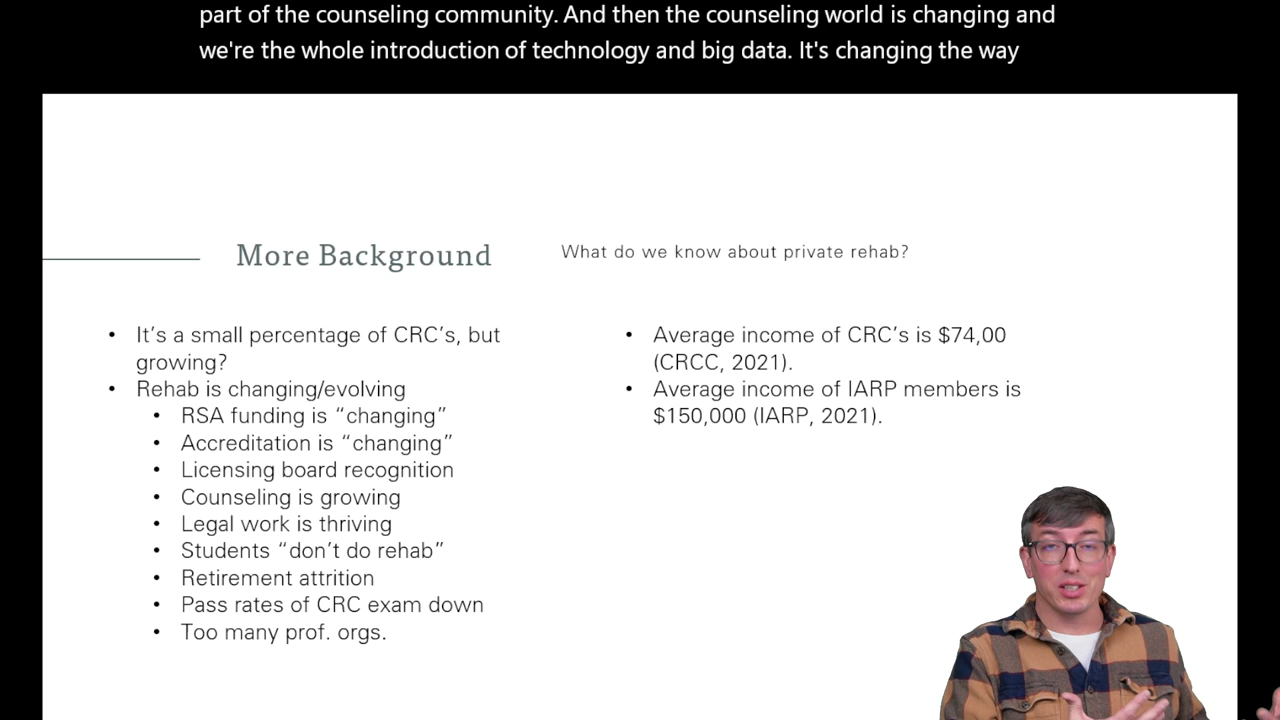 part of the counseling community. And then the counseling world is changing and
we're the whole introduction of technology and big data. It's changing the way
More Background
What do we know about private rehab?
• It's a small percentage of CRC's, but
growing?
• Rehab is changing/evolving
• RSA funding is “changing”
• Accreditation is “changing”
• Licensing board recognition
• Counseling is growing
• Legal work is thriving
• Students “don't do rehab”
• Retirement attrition
• Pass rates of CRC exam down
• Too many prof. orgs.
• Average income of CRC's is $74,00
(CRCC, 2021).
• Average income of IARP members is
$150,000 (IARP, 2021).